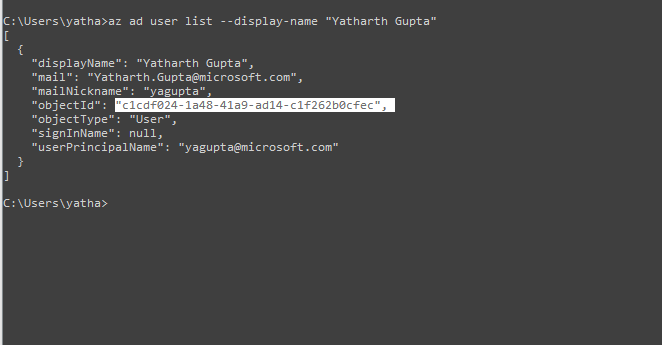 C:\Users\yatha>az ad user list --display-name "Yatharth Gupta"
[
  {
    "displayName": "Yatharth Gupta",
    "mail": "Yatharth.Gupta@microsoft.com",
    "mailNickname": "yagupta",
    "objectId": "c1cdf024-1a48-41a9-ad14-c1f262b0cfec",
    "objectType": "User",
    "signInName": null,
    "userPrincipalName": "yagupta@microsoft.com"
  }
]
C:\Users\yatha>